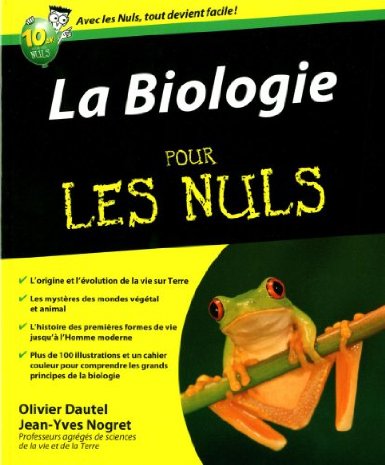 Avec les Nuls, tout devient facile !
10 ans
NULS
La Biologie
POUR
LES NULS
✓ L'origine et l'évolution de la vie sur Terre
✓ Les mystères des mondes végétal
et animal
✓ L'histoire des premières formes de vie
jusqu'à l'Homme moderne
✓ Plus de 100 illustrations et un cahier
couleur pour comprendre les grands
principes de la biologie
Olivier Dautel
Jean-Yves Nogret
Professeurs agrégés de sciences
de la vie et de la Terre